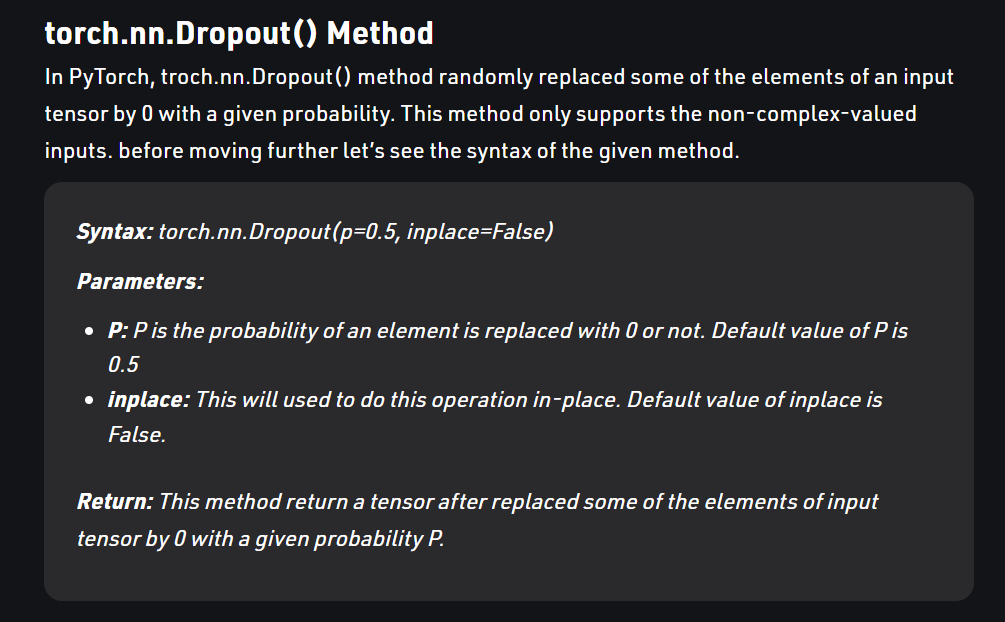 torch.nn.Dropout() Method
In PyTorch, troch.nn.Dropout() method randomly replaced some of the elements of an input
tensor by 0 with a given probability. This method only supports the non-complex-valued
inputs. before moving further let’s see the syntax of the given method.
Syntax: torch.nn.Dropout(p=0.5, inplace=False)
Parameters:
• P: P is the probability of an element is replaced with 0 or not. Default value of P is
0.5
• inplace: This will used to do this operation in-place. Default value of inplace is
False.
Return: This method return a tensor after replaced some of the elements of input
tensor by 0 with a given probability P.